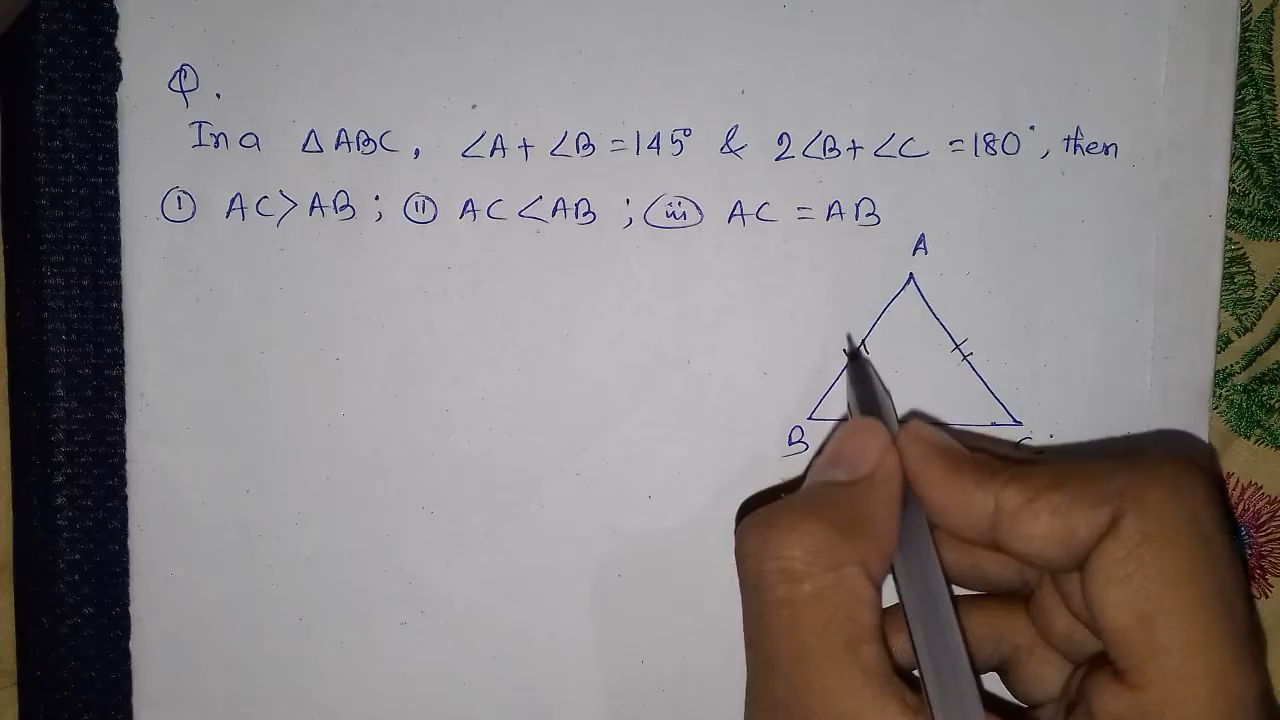 Q.
In a △ABC, ∠A + ∠B = 145° & 2∠B + ∠C = 180°, then
(i) AC > AB ; (ii) AC < AB ; (iii) AC = AB
A
B C